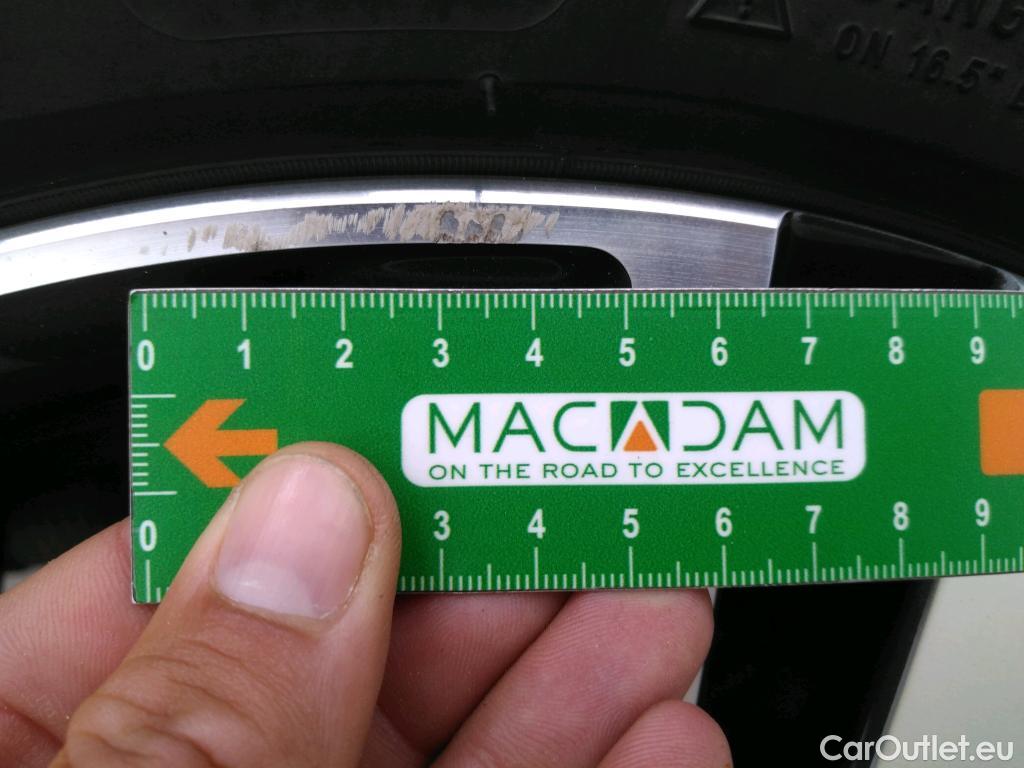 ON 16.5"
0 1 2 3 4 5 6 7 8 9
MACADAM
ON THE ROAD TO EXCELLENCE
0 3 4 5 6 7 8 9
CarOutlet.eu